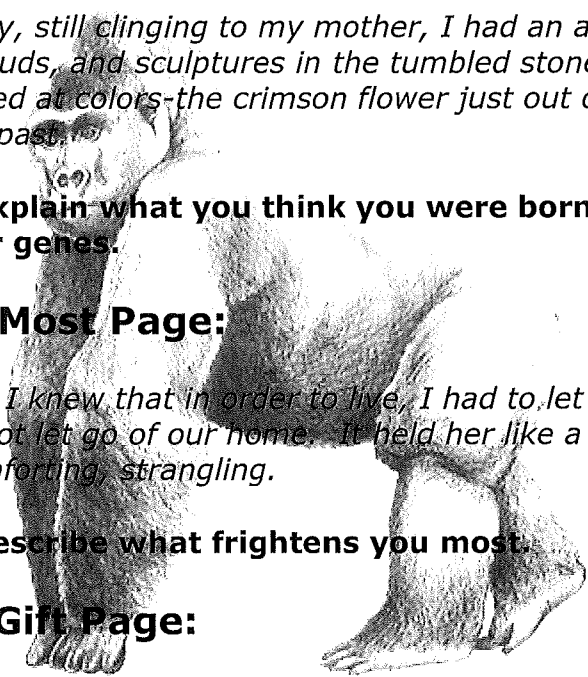 y, still clinging to my mother, I had an a
uds, and sculptures in the tumbled stone
ed at colors-the crimson flower just out o
past.
xplain what you think you were born
r genes.
Most Page:
I knew that in order to live, I had to let
ot let go of our home. It held her like a
nforting, strangling.
escribe what frightens you most.
Gift Page: